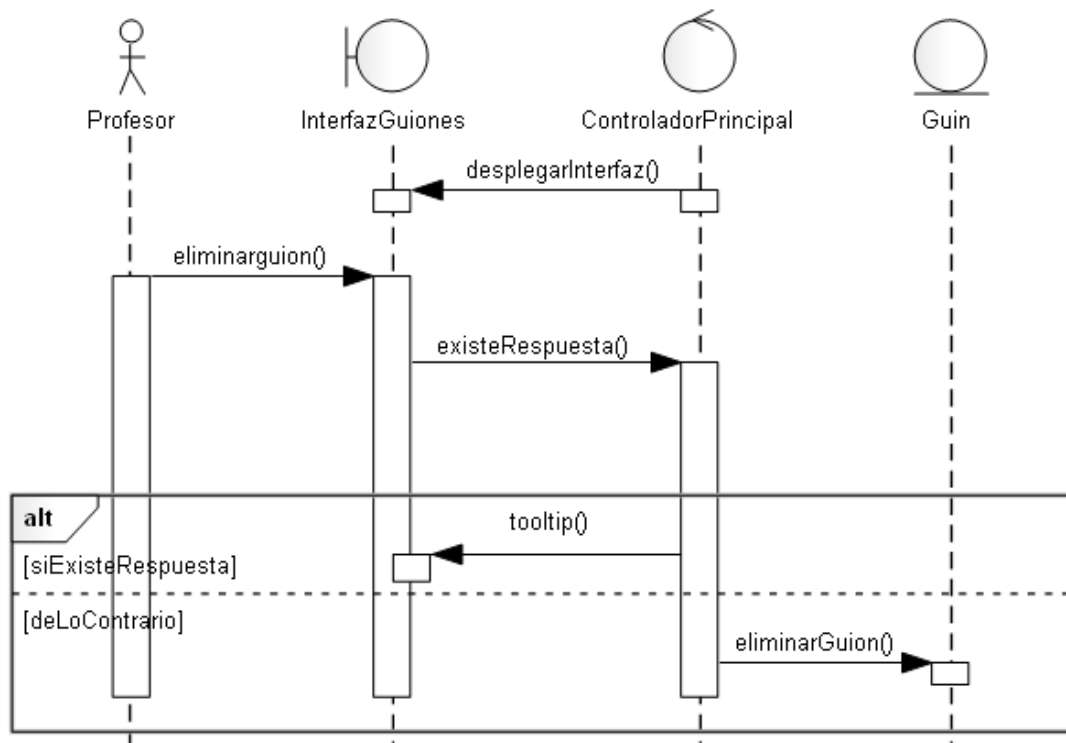 Profesor
InterfazGuiones
ControladorPrincipal
Guin
desplegarInterfaz()
eliminarguion()
existeRespuesta()
alt
tooltip()
[siExisteRespuesta]
[deLoContrario]
eliminarGuion()